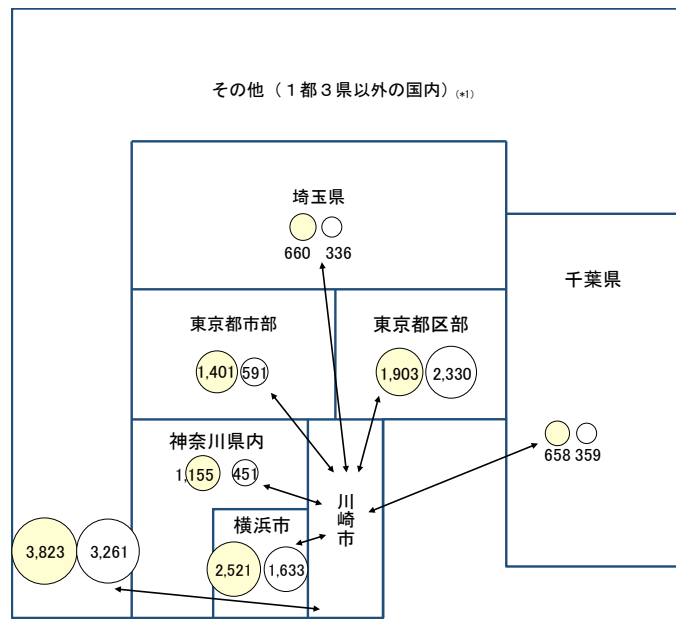 その他（１都３県以外の国内）(*1)
埼玉県
660 336
千葉県
東京都市部
東京都区部
1,401 591
1,903 2,330
658 359
神奈川県内
1,155 451
川崎市
横浜市
3,823 3,261
2,521 1,633